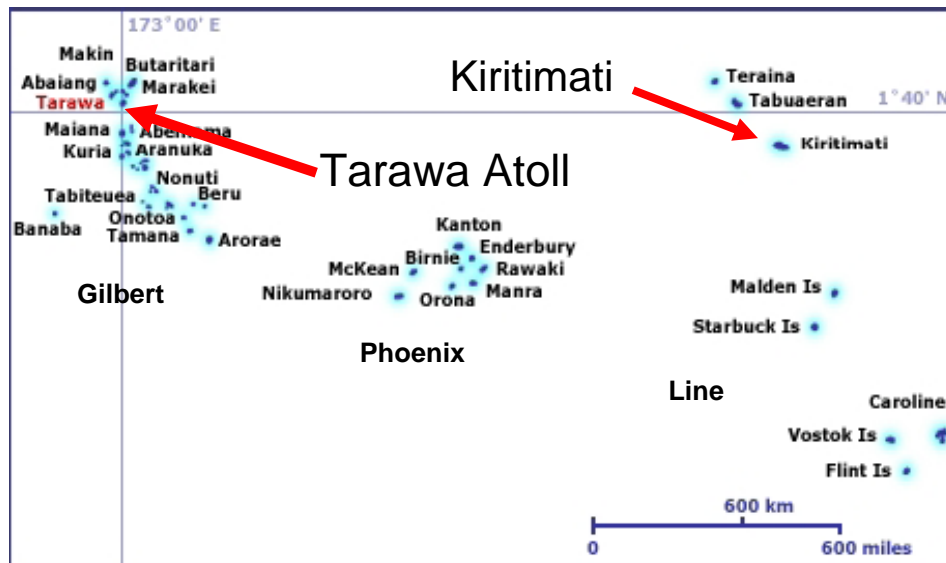 173°00' E
Makin
Butaritari
Abaiang
Marakei
Tarawa
Kiritimati
Teraina
Tabuaeran
1°40' N
Maiana
Abemama
Kuria
Aranuka
Kiritimati
Tarawa Atoll
Nonuti
Tabiteuea
Beru
Banaba
Onotoa
Tamana
Arorae
Kanton
Enderbury
Birnie
McKean
Rawaki
Nikumaroro
Orona
Manra
Gilbert
Malden Is
Starbuck Is
Phoenix
Line
Caroline
Vostok Is
Flint Is
600 km
0
600 miles